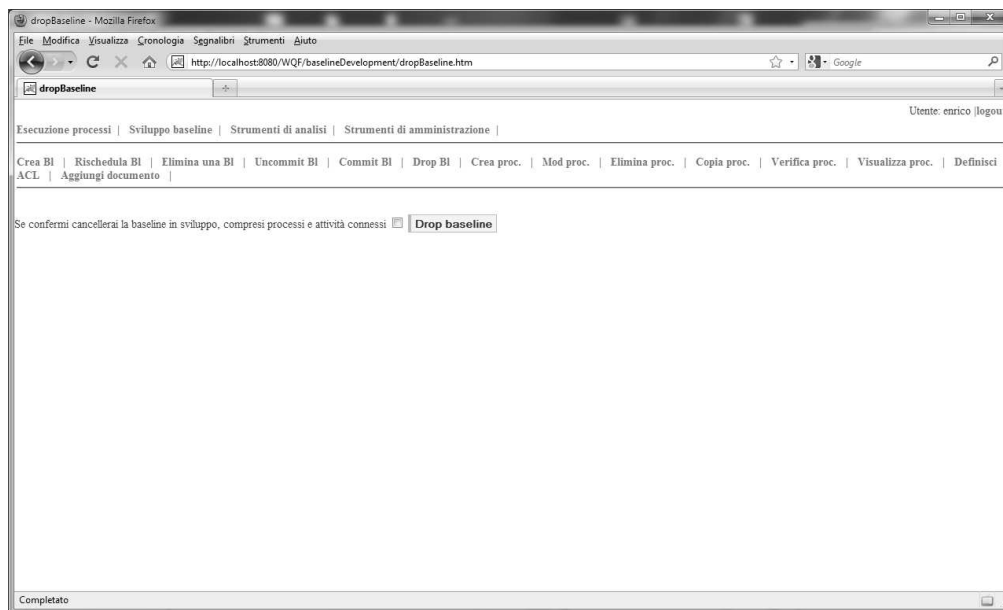 dropBaseline - Mozilla Firefox
File Modifica Visualizza Cronologia Segnalibri Strumenti Aiuto
http://localhost:8080/WQF/baselineDevelopment/dropBaseline.htm
Google
dropBaseline
Utente: enrico |logou
Esecuzione processi | Sviluppo baseline | Strumenti di analisi | Strumenti di amministrazione |
Crea Bl | Rischedula Bl | Elimina una Bl | Uncommit Bl | Commit Bl | Drop Bl | Crea proc. | Mod proc. | Elimina proc. | Copia proc. | Verifica proc. | Visualizza proc. | Definisci
ACL | Aggiungi documento |
Se confermi cancellerai la baseline in sviluppo, compresi processi e attività connessi Drop baseline
Completato